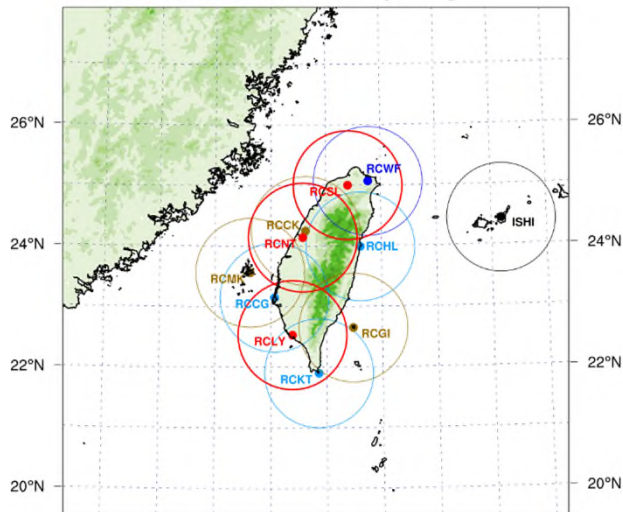 26°N
26°N
RCWF
RCSL
ISHI
RCCK
24°N
RCNT
RCHL
24°N
RCMK
RCCG
RCLY
RCGI
22°N
22°N
RCKT
20°N
20°N